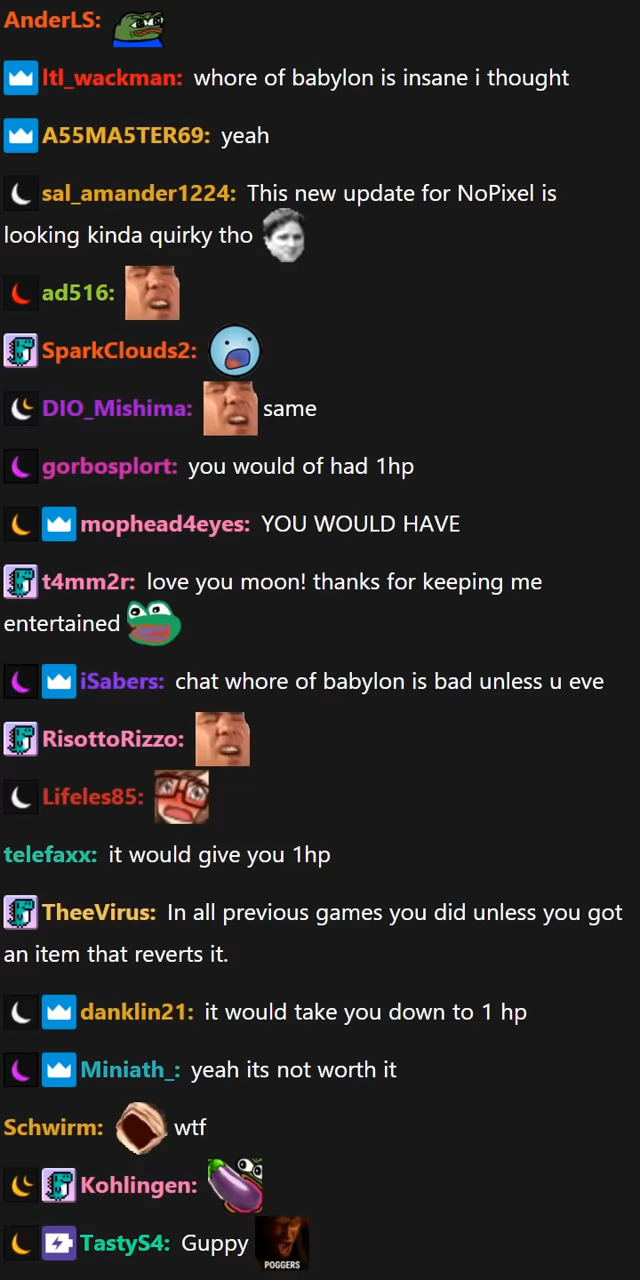 AnderLS:
ltl_wackman: whore of babylon is insane i thought
A55MA5TER69: yeah
sal_amander1224: This new update for NoPixel is
looking kinda quirky tho
ad516:
SparkClouds2:
DIO_Mishima: same
gorbosplort: you would of had 1hp
mophead4eyes: YOU WOULD HAVE
t4mm2r: love you moon! thanks for keeping me
entertained
iSabers: chat whore of babylon is bad unless u eve
RisottoRizzo:
Lifeles85:
telefaxx: it would give you 1hp
TheeVirus: In all previous games you did unless you got
an item that reverts it.
danklin21: it would take you down to 1 hp
Miniath_: yeah its not worth it
Schwirm: wtf
Kohlingen:
TastyS4: Guppy
POGGERS